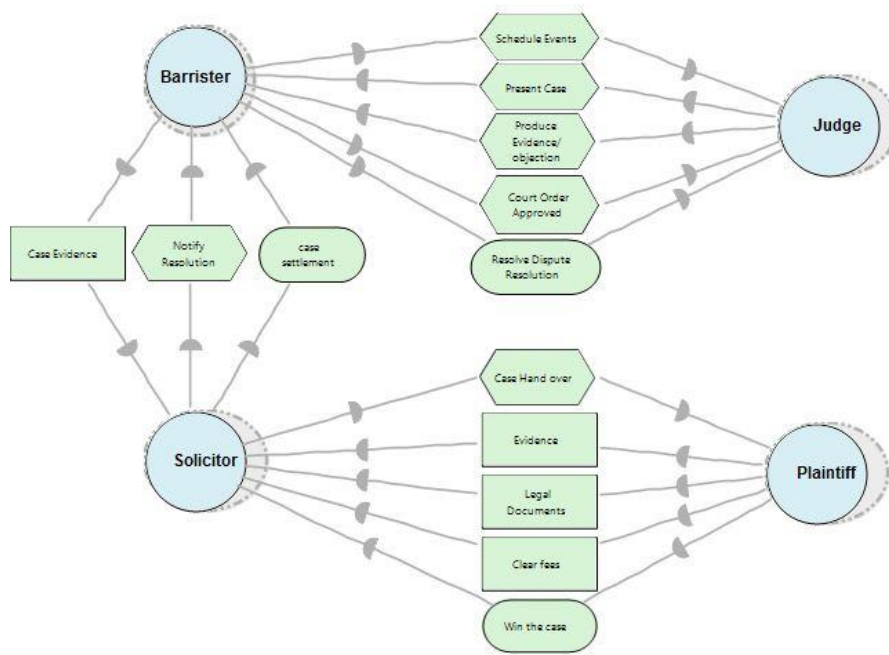 Schedule Events
Barrister
Present Case
Judge
Produce
Evidence/
objection
Court Order
Approved
Case Evidence
Notify
Resolution
case
settlement
Resolve Dispute
Resolution
Case Hand over
Evidence
Solicitor
Plaintiff
Legal
Documents
Clear fees
Win the case